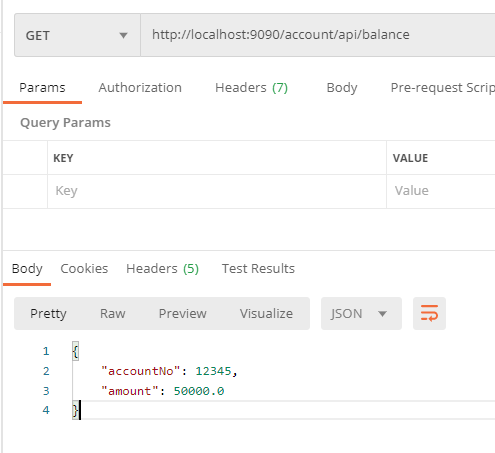 GET http://localhost:9090/account/api/balance
Params Authorization Headers (7) Body Pre-request Scrip
Query Params
KEY VALUE
Key Value
Body Cookies Headers (5) Test Results
Pretty Raw Preview Visualize JSON
1 {
2 "accountNo": 12345,
3 "amount": 50000.0
4 }